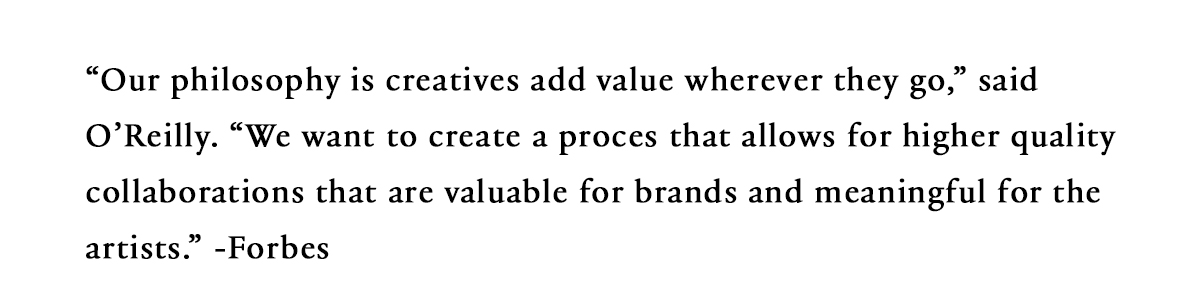 “Our philosophy is creatives add value wherever they go,” said
O’Reilly. “We want to create a proces that allows for higher quality
collaborations that are valuable for brands and meaningful for the
artists.” -Forbes